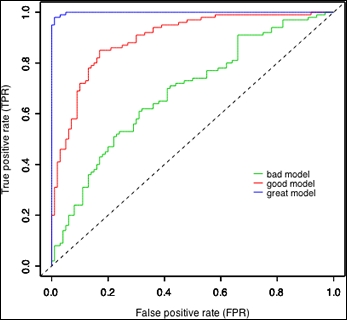 1.0
0.8
0.6
0.4
0.2
0.0
True positive rate (TPR)
bad model
good model
great model
0.0 0.2 0.4 0.6 0.8 1.0
False positive rate (FPR)